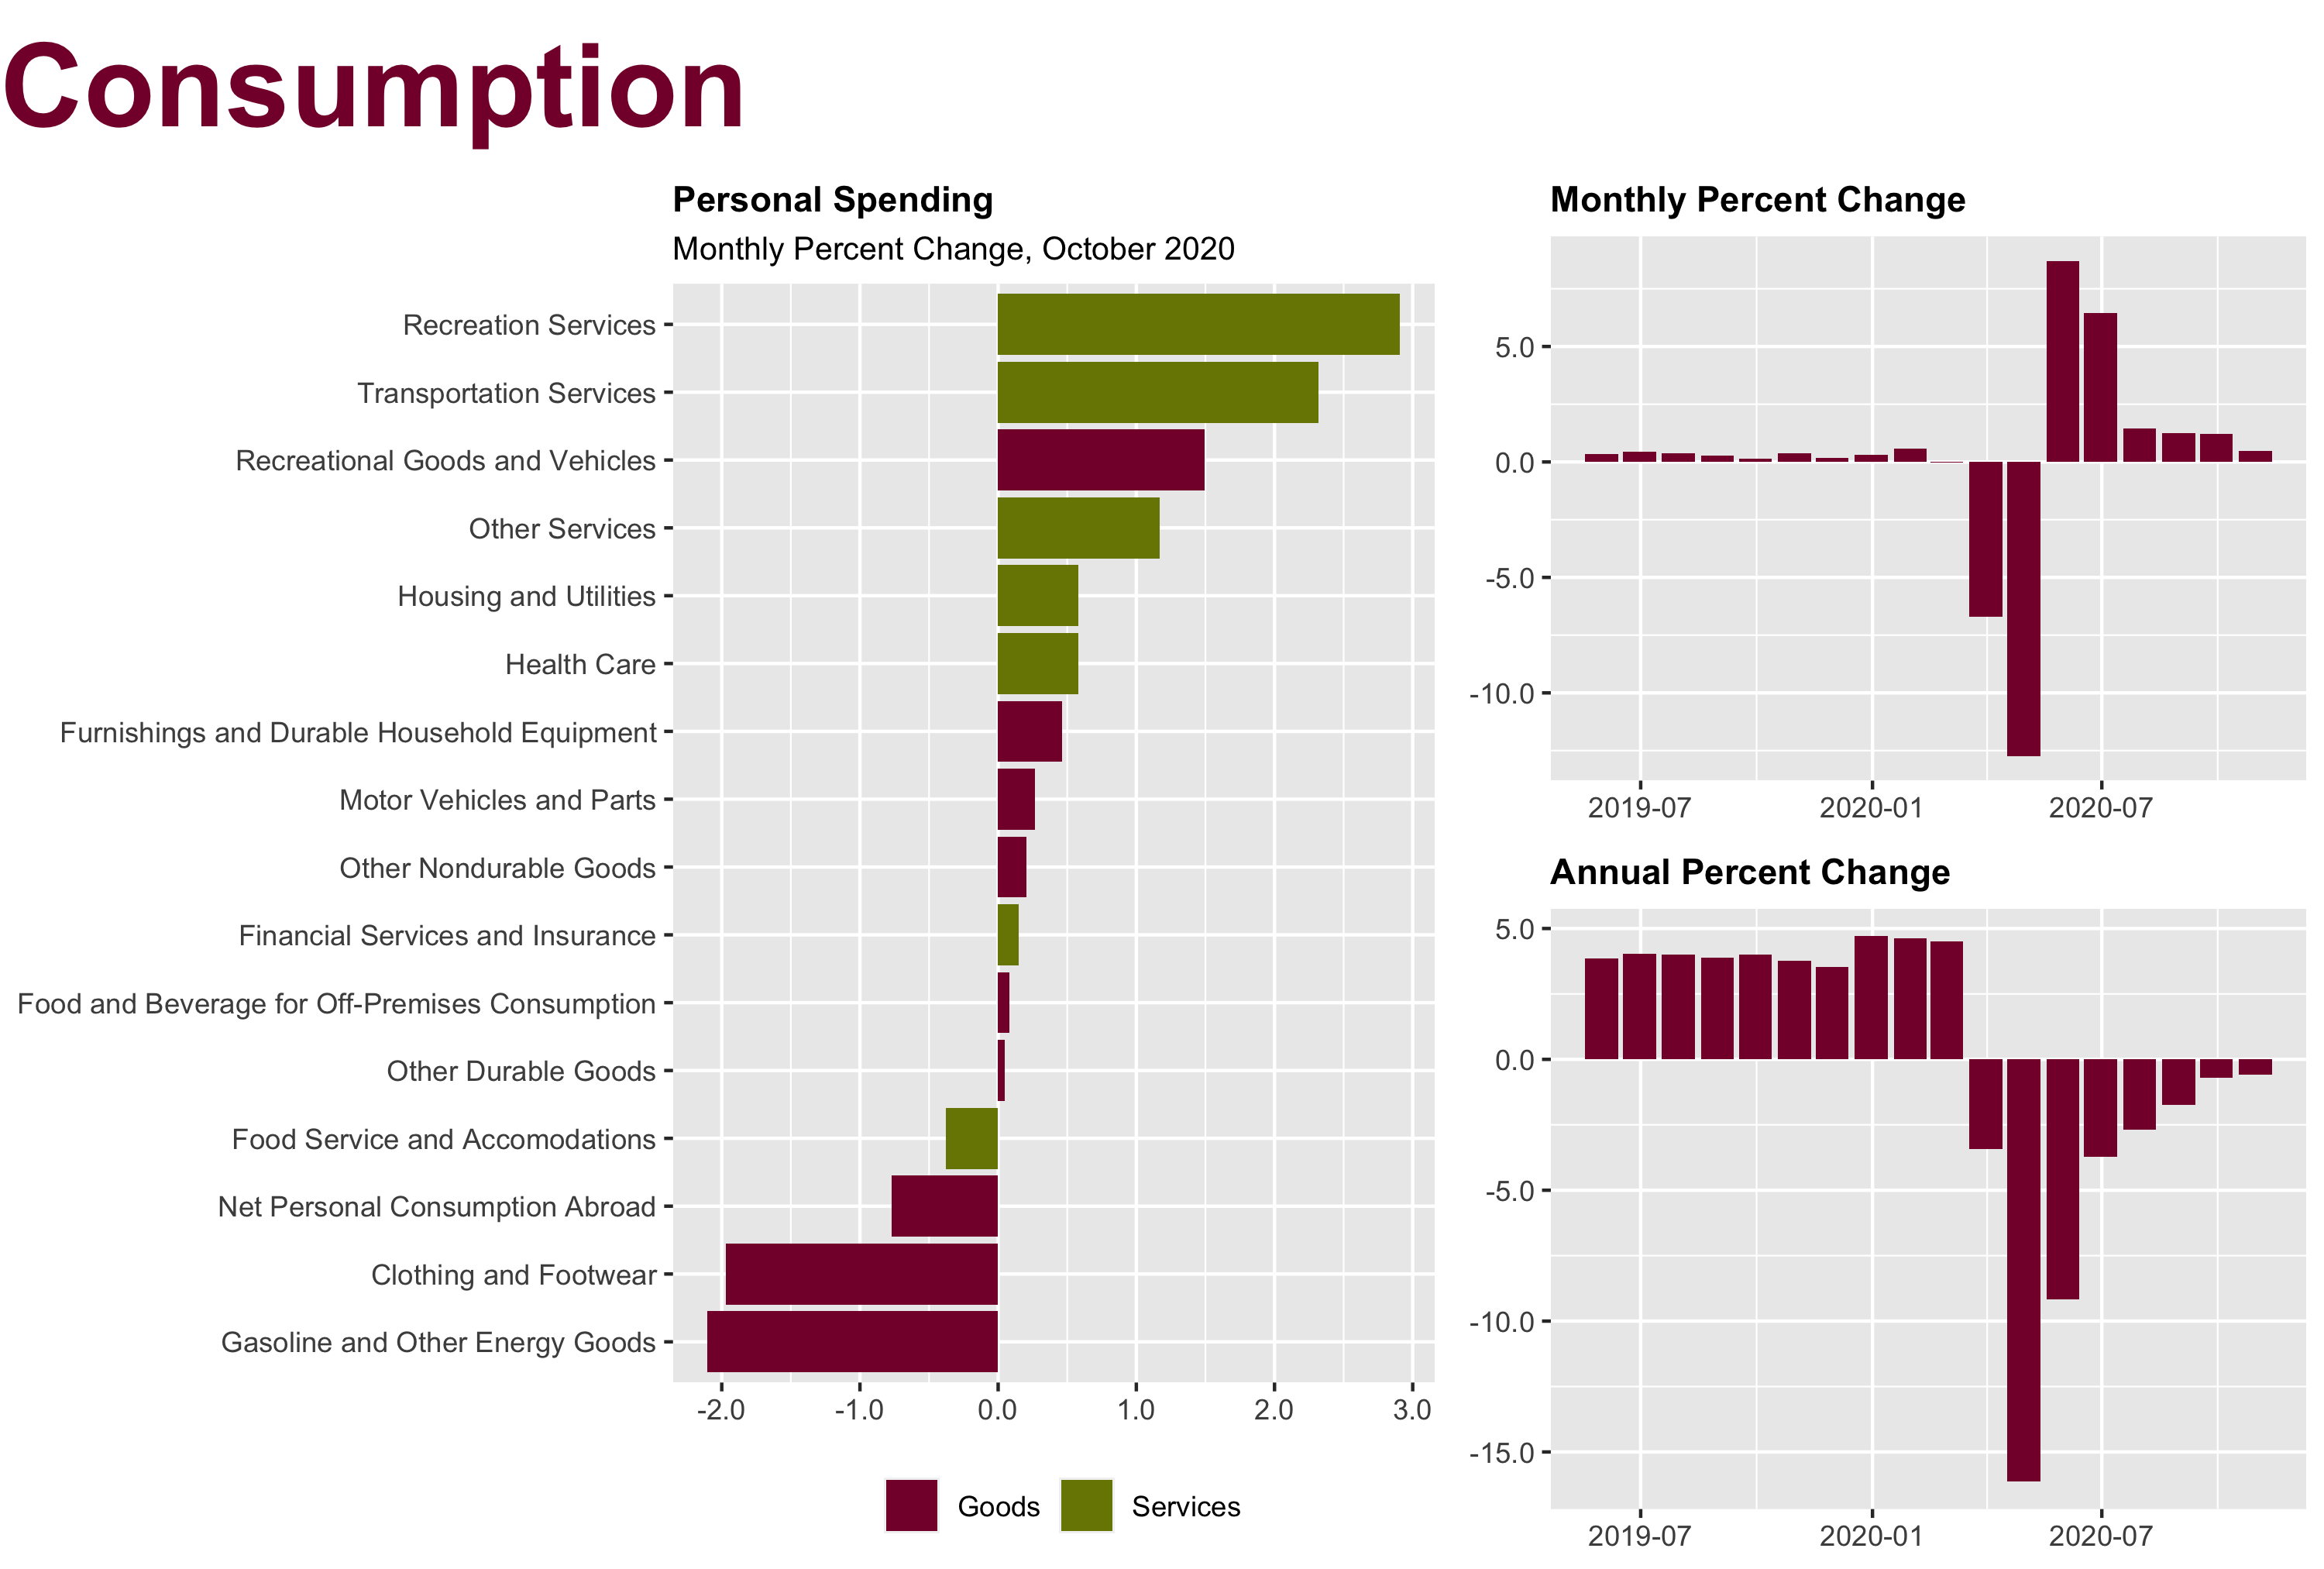 Consumption
Personal Spending
Monthly Percent Change, October 2020
Recreation Services
Transportation Services
Recreational Goods and Vehicles
Other Services
Housing and Utilities
Health Care
Furnishings and Durable Household Equipment
Motor Vehicles and Parts
Other Nondurable Goods
Financial Services and Insurance
Food and Beverage for Off-Premises Consumption
Other Durable Goods
Food Service and Accomodations
Net Personal Consumption Abroad
Clothing and Footwear
Gasoline and Other Energy Goods
-2.0 -1.0 0.0 1.0 2.0 3.0
Goods Services
Monthly Percent Change
5.0
0.0
-5.0
-10.0
2019-07 2020-01 2020-07
Annual Percent Change
5.0
0.0
-5.0
-10.0
-15.0
2019-07 2020-01 2020-07